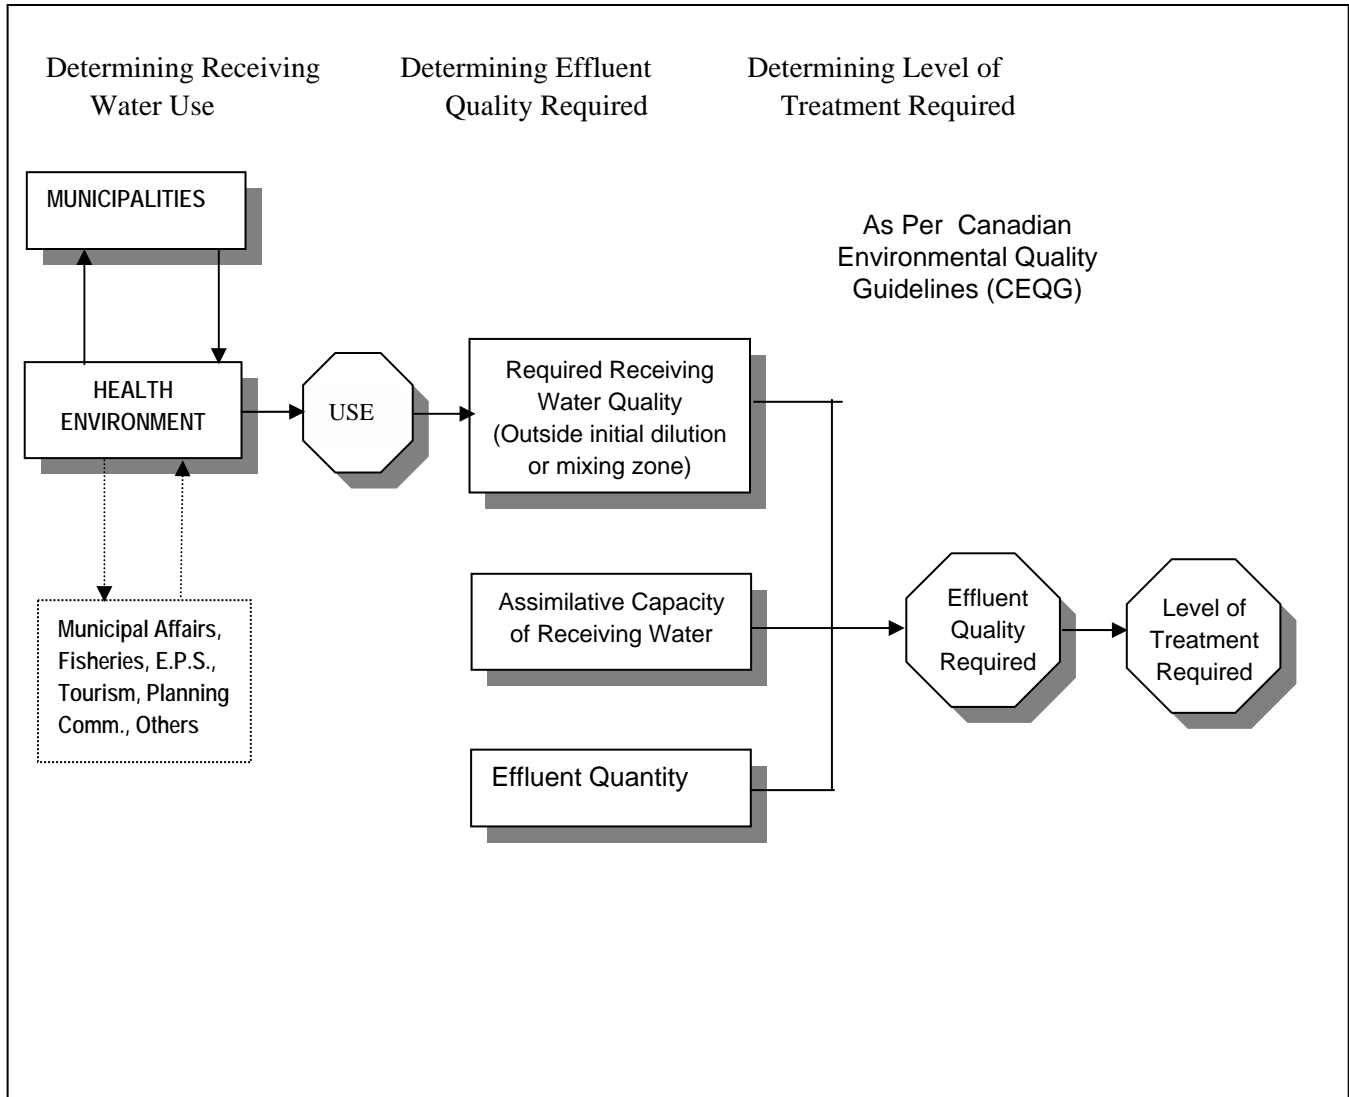 Determining Receiving
Water Use
Determining Effluent
Quality Required
Determining Level of
Treatment Required
MUNICIPALITIES
As Per Canadian
Environmental Quality
Guidelines (CEQG)
HEALTH
ENVIRONMENT
USE
Required Receiving
Water Quality
(Outside initial dilution
or mixing zone)
Municipal Affairs,
Fisheries, E.P.S.,
Tourism, Planning
Comm., Others
Assimilative Capacity
of Receiving Water
Effluent Quantity
Effluent
Quality
Required
Level of
Treatment
Required